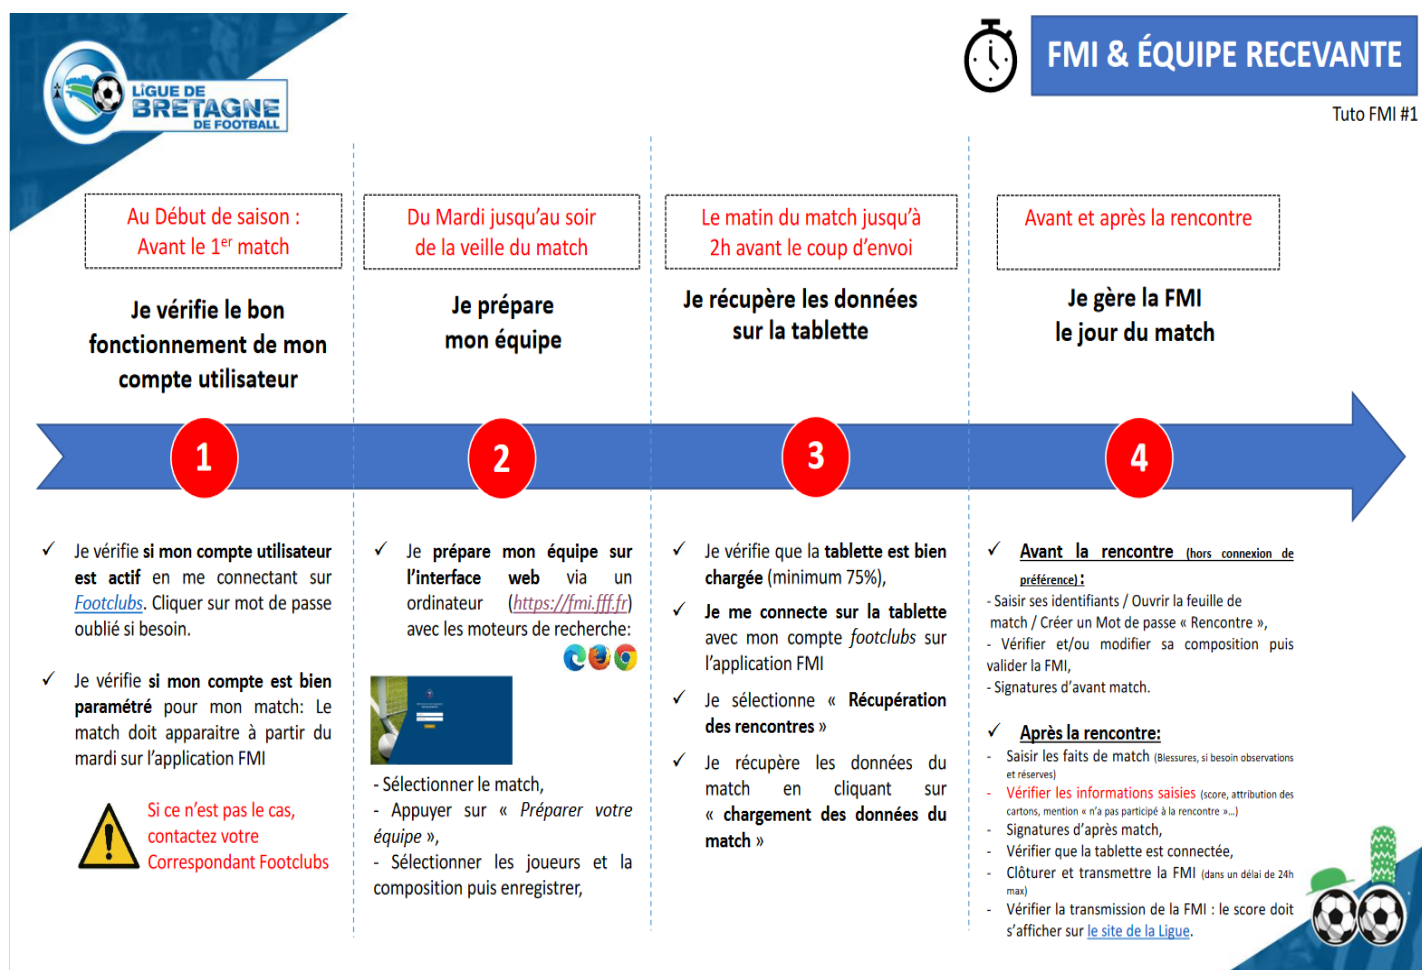 LiGUE DE
BRETAGNE
DE FOOTBALL
FMI & ÉQUIPE RECEVANTE
Tuto FMI #1
Au Début de saison :
Avant le 1er match
Je vérifie le bon
fonctionnement de mon
compte utilisateur
Du Mardi jusqu'au soir
de la veille du match
Je prépare
mon équipe
Le matin du match jusqu'à
2h avant le coup d'envoi
Je récupère les données
sur la tablette
Avant et après la rencontre
Je gère la FMI
le jour du match
1
2
3
4
✓ Je vérifie si mon compte utilisateur
est actif en me connectant sur
Footclubs. Cliquer sur mot de passe
oublié si besoin.
✓ Je vérifie si mon compte est bien
paramétré pour mon match: Le
match doit apparaitre à partir du
mardi sur l'application FMI
Si ce n'est pas le cas,
contactez votre
Correspondant Footclubs
✓ Je prépare mon équipe sur
l'interface web via un
ordinateur (https://fmi.fff.fr)
avec les moteurs de recherche:
- Sélectionner le match,
- Appuyer sur « Préparer votre
équipe »,
- Sélectionner les joueurs et la
composition puis enregistrer,
✓ Je vérifie que la tablette est bien
chargée (minimum 75%),
✓ Je me connecte sur la tablette
avec mon compte footclubs sur
l'application FMI
✓ Je sélectionne « Récupération
des rencontres »
✓ Je récupère les données du
match en cliquant sur
« chargement des données du
match »
✓ Avant la rencontre (hors connexion de
préférence) :
- Saisir ses identifiants / Ouvrir la feuille de
match / Créer un Mot de passe « Rencontre »,
- Vérifier et/ou modifier sa composition puis
valider la FMI,
- Signatures d'avant match.
✓ Après la rencontre:
- Saisir les faits de match (Blessures, si besoin observations
et réserves)
- Vérifier les informations saisies (score, attribution des
cartons, mention « n'a pas participé à la rencontre »...)
- Signatures d'après match,
- Vérifier que la tablette est connectée,
- Clôturer et transmettre la FMI (dans un délai de 24h
max)
- Vérifier la transmission de la FMI : le score doit
s'afficher sur le site de la Ligue.